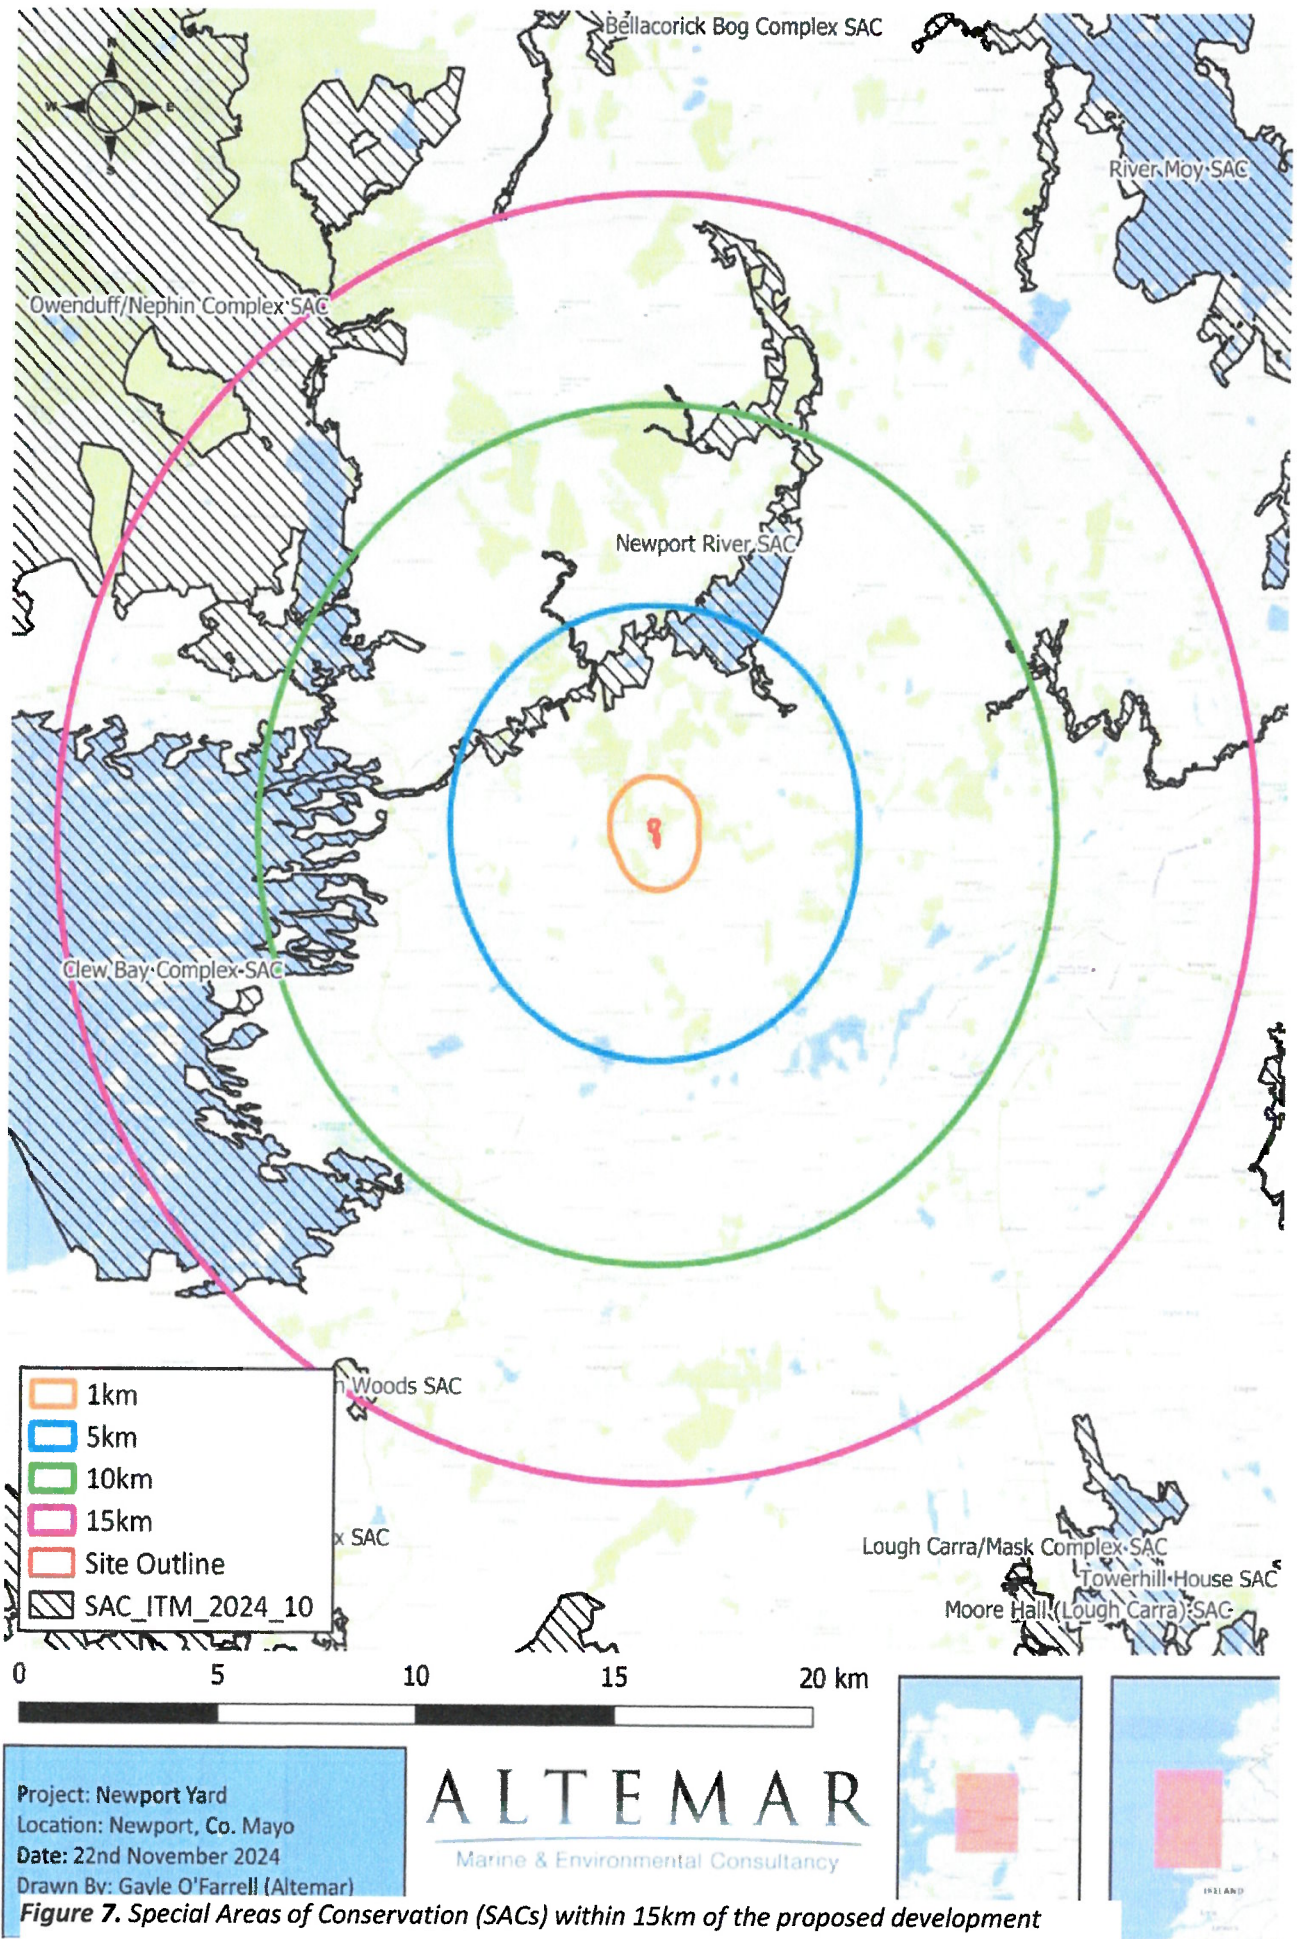 Bellacorick Bog Complex SAC
N
W
E
S
River Moy SAC
Owenduff/Nephin Complex SAC
Newport River SAC
Clew Bay Complex SAC
n Woods SAC
1km
5km
10km
15km
Site Outline
SAC_ITM_2024_10
x SAC
Lough Carra/Mask Complex SAC
Towerhill House SAC
Moore Hall (Lough Carra) SAC
0 5 10 15 20 km
Project: Newport Yard
Location: Newport, Co. Mayo
Date: 22nd November 2024
Drawn By: Gayle O'Farrell (Altemar)
ALTEMAR
Marine & Environmental Consultancy
IRELAND
Figure 7. Special Areas of Conservation (SACs) within 15km of the proposed development